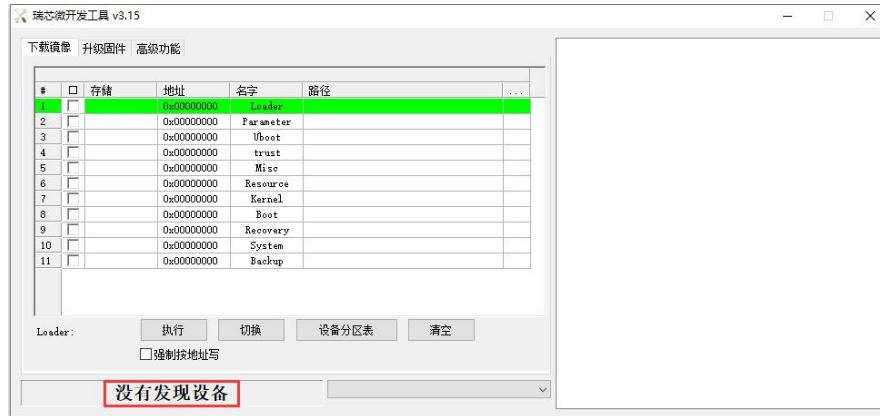 瑞芯微开发工具 v3.15
下载镜像 升级固件 高级功能
# 存储 地址 名字 路径 ...
1 0x00000000 Loader
2 0x00000000 Parameter
3 0x00000000 Uboot
4 0x00000000 trust
5 0x00000000 Misc
6 0x00000000 Resource
7 0x00000000 Kernel
8 0x00000000 Boot
9 0x00000000 Recovery
10 0x00000000 System
11 0x00000000 Backup
Loader: 执行 切换 设备分区表 清空
强制按地址写
没有发现设备